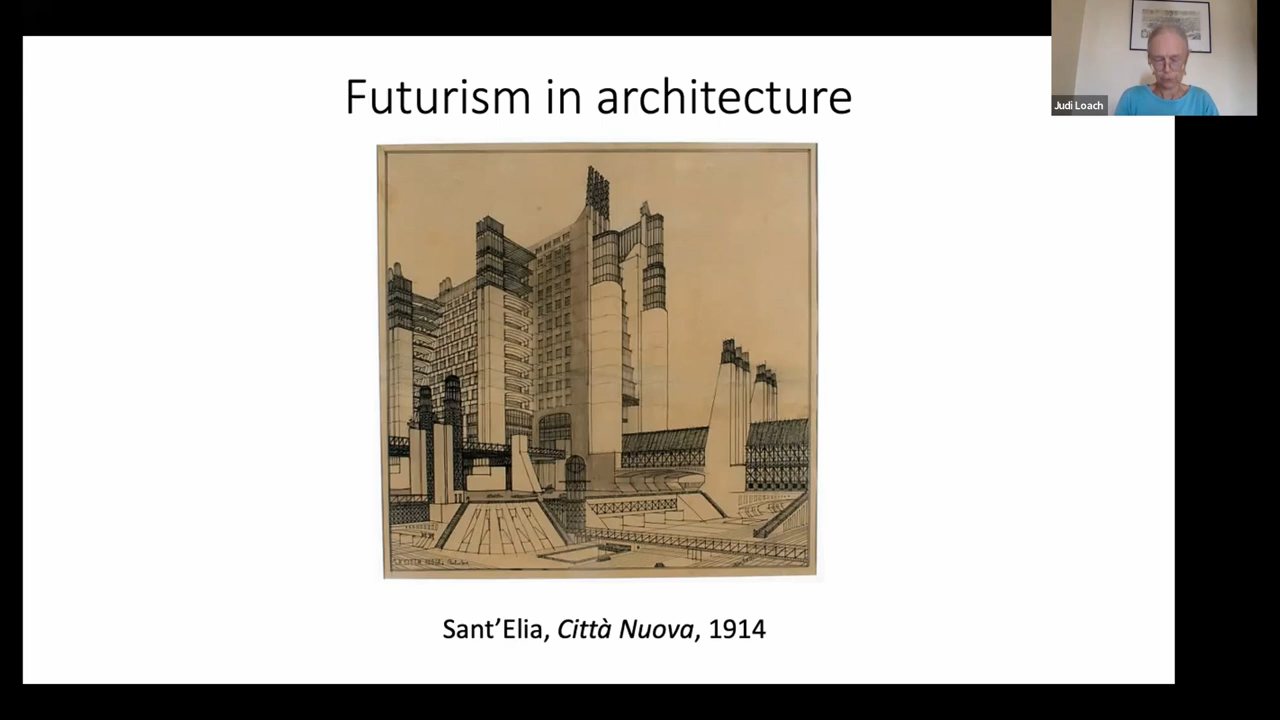 Futurism in architecture
Judi Loach
Sant’Elia, Città Nuova, 1914